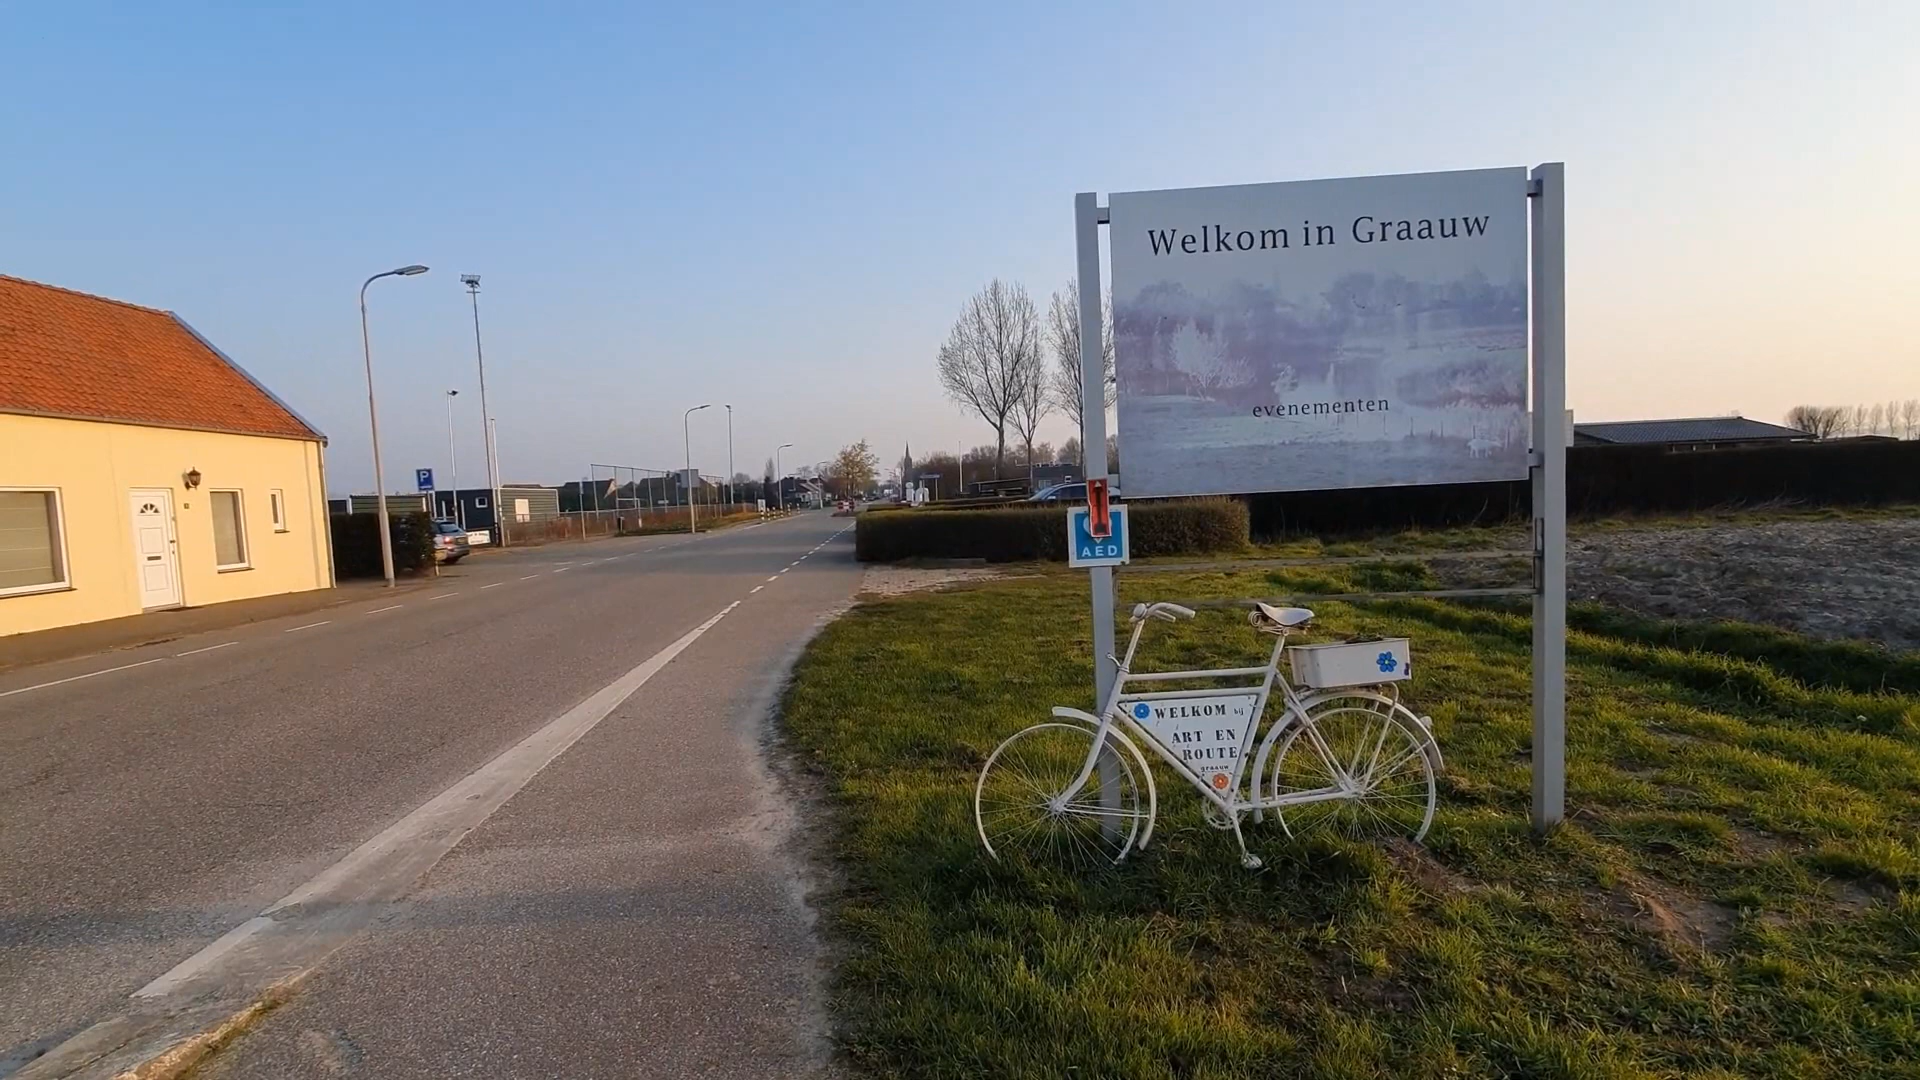 Welkom in Graauw
evenementen
P
AED
WELKOM bij
ART EN
ROUTE
graauw